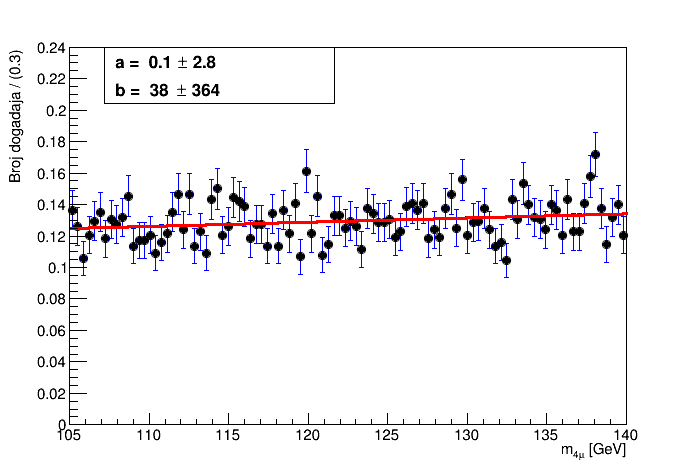 Broj dogadaja / (0.3)
0.24
0.22
0.2
0.18
0.16
0.14
0.12
0.1
0.08
0.06
0.04
0.02
0
a = 0.1 ± 2.8
b = 38 ± 364
105 110 115 120 125 130 135 140
m4μ [GeV]